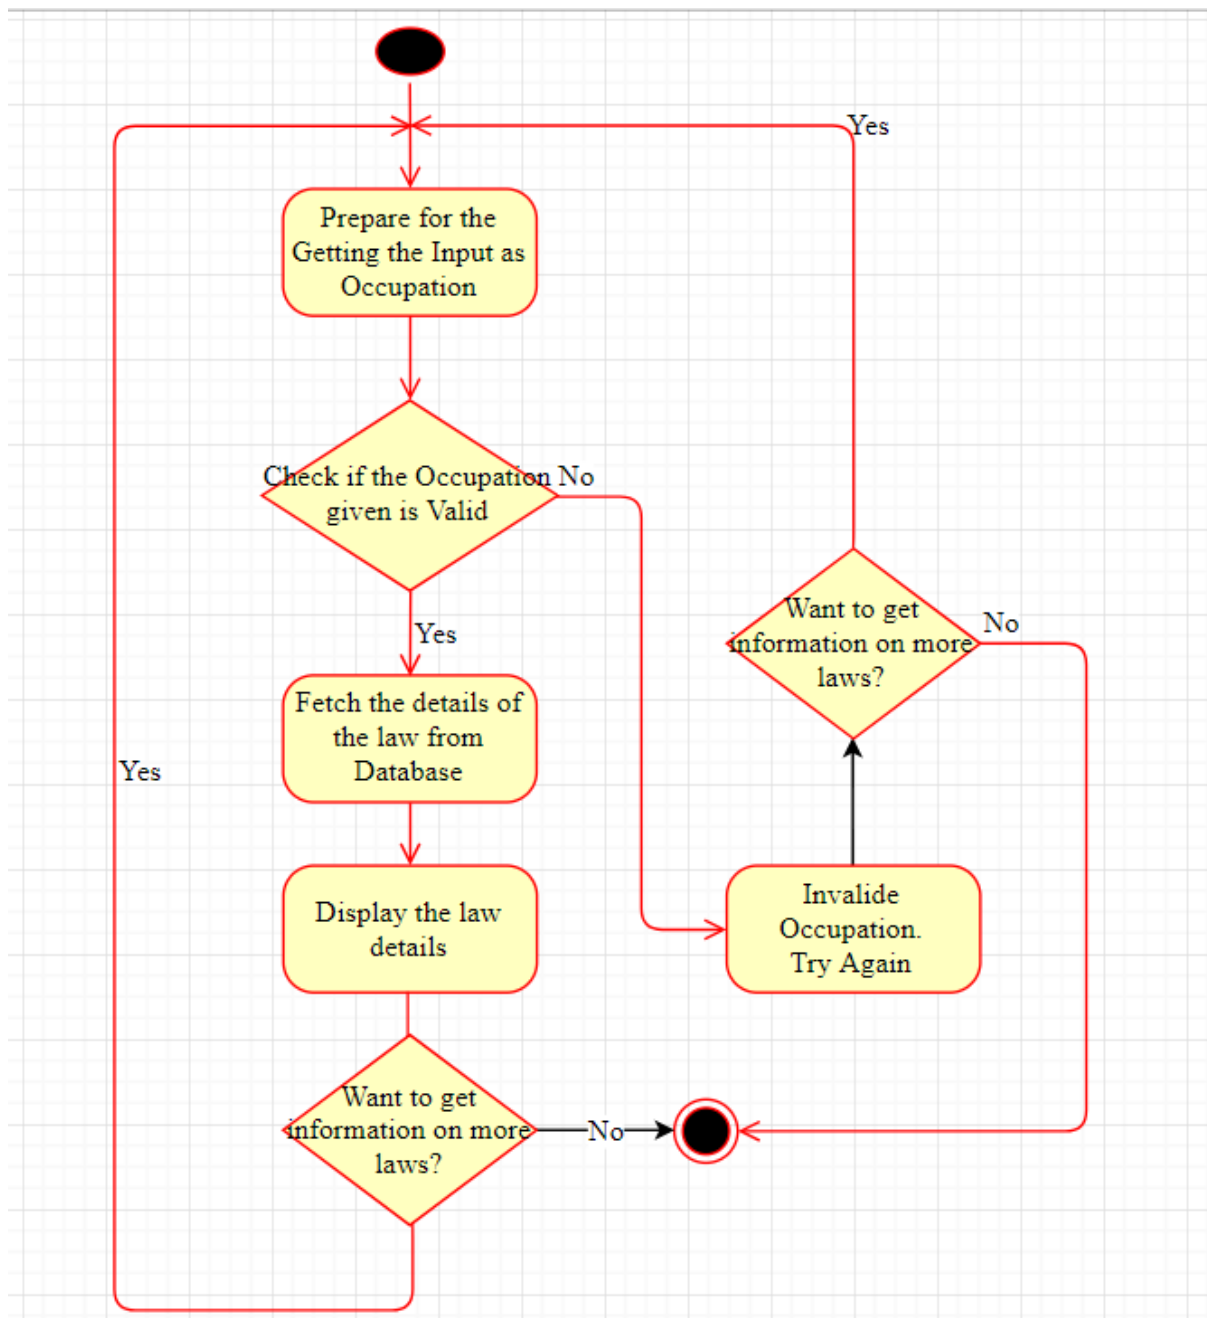 Yes
Prepare for the
Getting the Input as
Occupation
Check if the Occupation
given is Valid
No
Yes
Want to get
information on more
laws?
No
Fetch the details of
the law from
Database
Yes
Display the law
details
Invalide
Occupation.
Try Again
Want to get
information on more
laws?
No